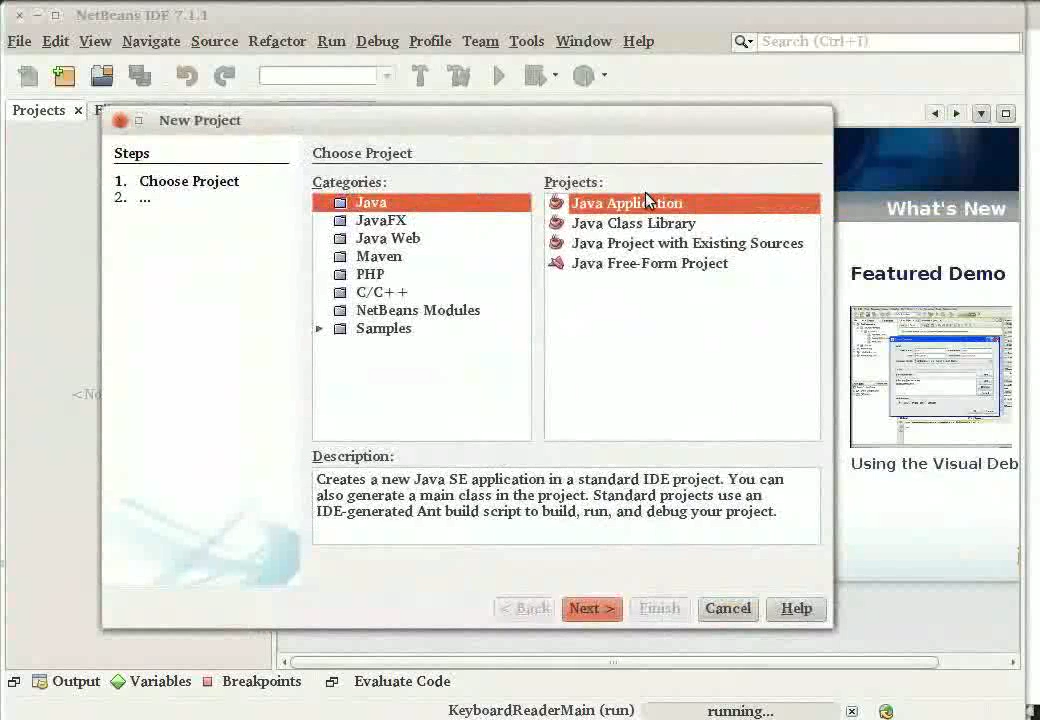 NetBeans IDE 7.1.1
File Edit View Navigate Source Refactor Run Debug Profile Team Tools Window Help
Search (Ctrl+I)
Projects
New Project
Steps
1. Choose Project
2. ...
Choose Project
Categories:
Java
JavaFX
Java Web
Maven
PHP
C/C++
NetBeans Modules
Samples
Projects:
Java Application
Java Class Library
Java Project with Existing Sources
Java Free-Form Project
Description:
Creates a new Java SE application in a standard IDE project. You can
also generate a main class in the project. Standard projects use an
IDE-generated Ant build script to build, run, and debug your project.
< Back Next > Finish Cancel Help
<No
What's New
Featured Demo
Using the Visual Deb
Output Variables Breakpoints Evaluate Code
KeyboardReaderMain (run) running...